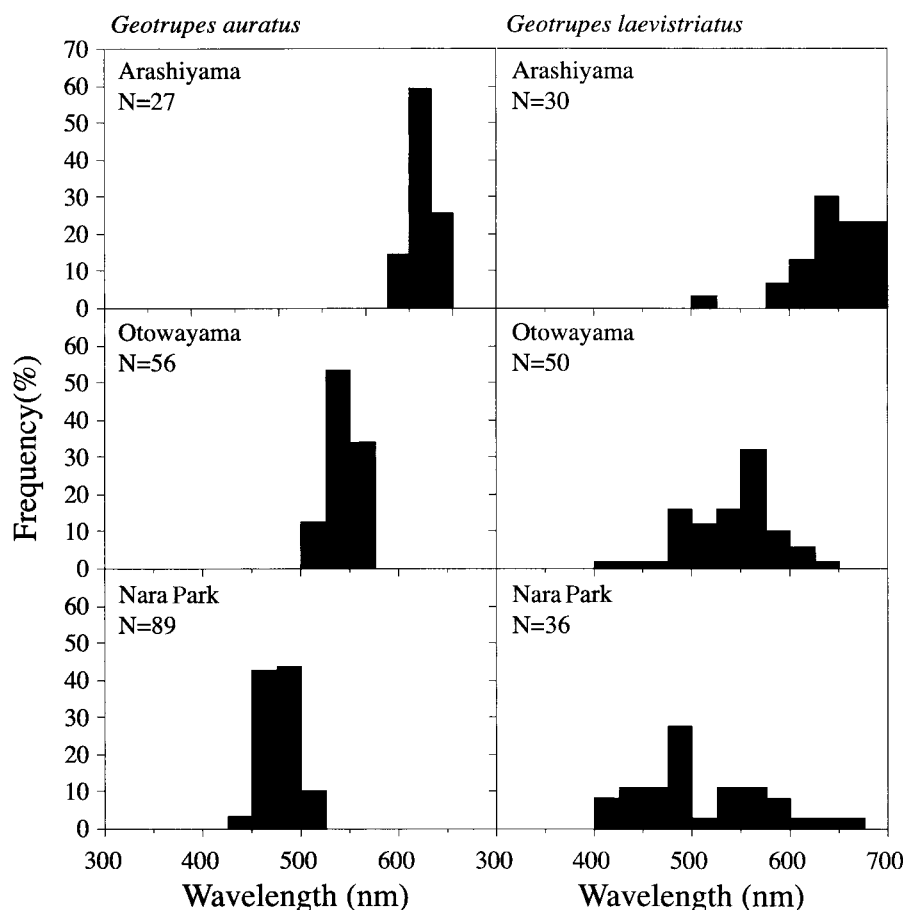 Geotrupes auratus
Geotrupes laevistriatus
70
60
50
40
30
20
10
0
Arashiyama
N=27
Arashiyama
N=30
60
50
40
30
20
10
0
Otowayama
N=56
Otowayama
N=50
60
50
40
30
20
10
0
Nara Park
N=89
Nara Park
N=36
Frequency(%)
300 400 500 600 300 400 500 600 700
Wavelength (nm) Wavelength (nm)